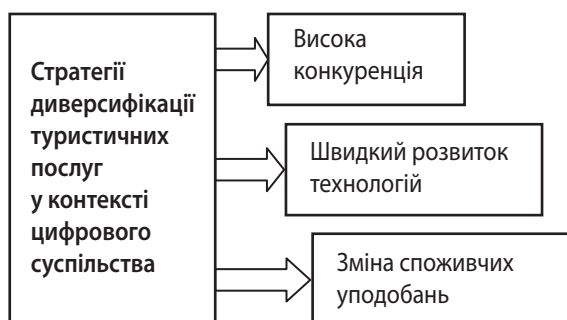 Стратегії
диверсифікації
туристичних
послуг
у контексті
цифрового
суспільства
Висока
конкуренція
Швидкий розвиток
технологій
Зміна споживчих
уподобань